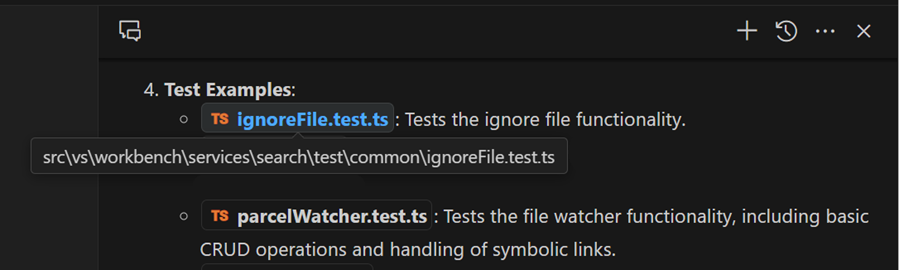 4. Test Examples:
TS ignoreFile.test.ts : Tests the ignore file functionality.
src\vs\workbench\services\search\test\common\ignoreFile.test.ts
TS parcelWatcher.test.ts : Tests the file watcher functionality, including basic
CRUD operations and handling of symbolic links.